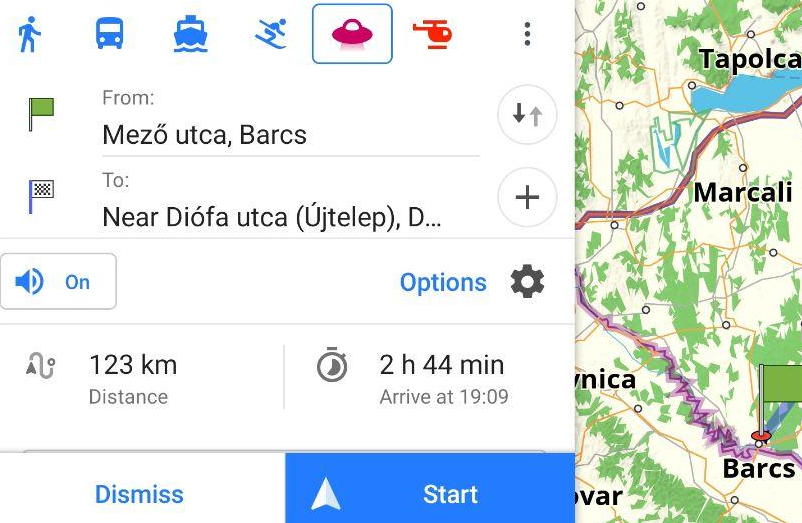 From:
Mező utca, Barcs
To:
Near Diófa utca (Újtelep), D...
On
Options
123 km
Distance
2 h 44 min
Arrive at 19:09
Dismiss
Start
Tapolca
Marcali
vnica
Barcs
ovar